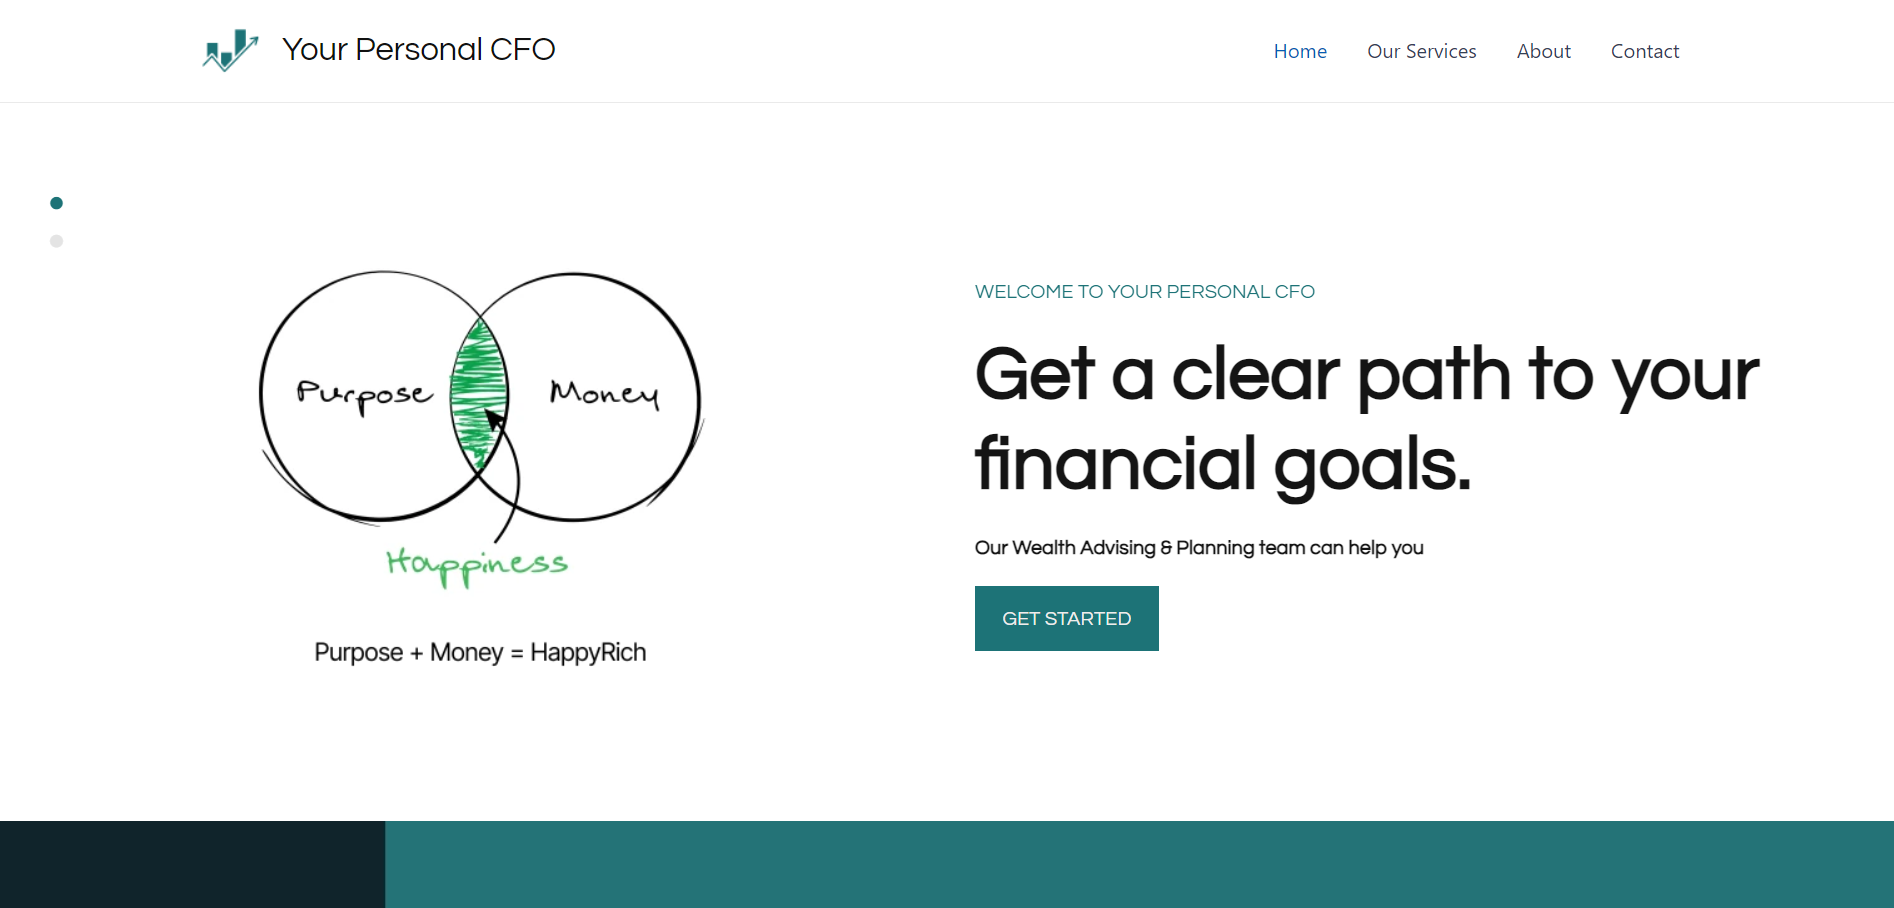 Your Personal CFO
Home Our Services About Contact
Purpose Money
Happiness
Purpose + Money = HappyRich
WELCOME TO YOUR PERSONAL CFO
Get a clear path to your
financial goals.
Our Wealth Advising & Planning team can help you
GET STARTED